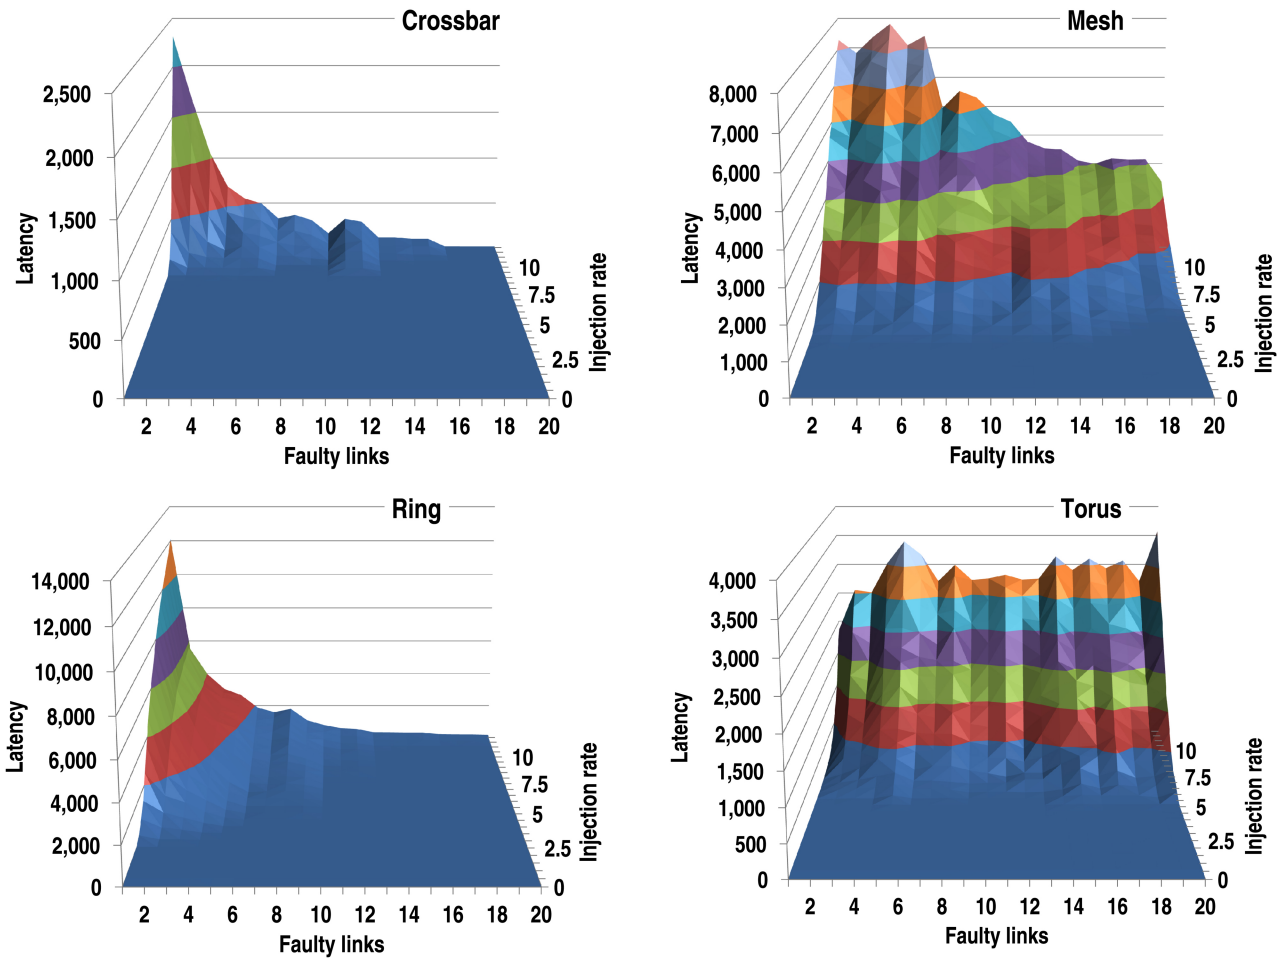 Crossbar
2,500
2,000
1,500
1,000
500
0
Latency
2 4 6 8 10 12 14 16 18 20
Faulty links
10
7.5
5
2.5
0
Injection rate
Mesh
8,000
7,000
6,000
5,000
4,000
3,000
2,000
1,000
0
Latency
2 4 6 8 10 12 14 16 18 20
Faulty links
10
7.5
5
2.5
0
Injection rate
Ring
14,000
12,000
10,000
8,000
6,000
4,000
2,000
0
Latency
2 4 6 8 10 12 14 16 18 20
Faulty links
10
7.5
5
2.5
0
Injection rate
Torus
4,000
3,500
3,000
2,500
2,000
1,500
1,000
500
0
Latency
2 4 6 8 10 12 14 16 18 20
Faulty links
10
7.5
5
2.5
0
Injection rate